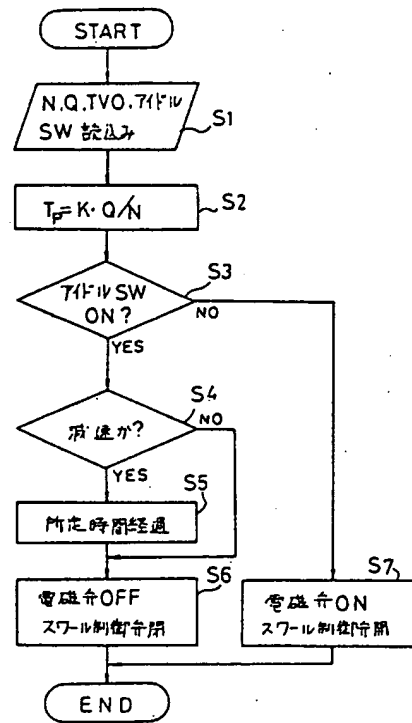 START
N.Q.TVO.アイドル
SW 読込み
S1
Tp=K·Q/N
S2
アイドルSW
ON?
S3
NO
YES
減速か?
S4
NO
YES
所定時間経過
S5
電磁弁OFF
スワール制御弁閉
S6
電磁弁ON
スワール制御弁開
S7
END